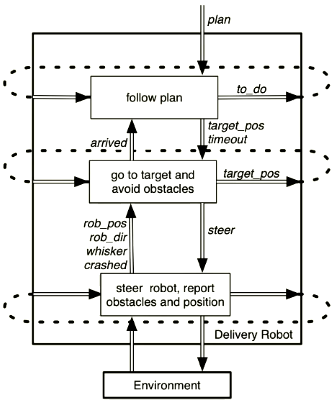 plan
follow plan
to_do
arrived
target_pos
timeout
go to target and
avoid obstacles
target_pos
rob_pos
rob_dir
whisker
crashed
steer
steer robot, report
obstacles and position
Delivery Robot
Environment